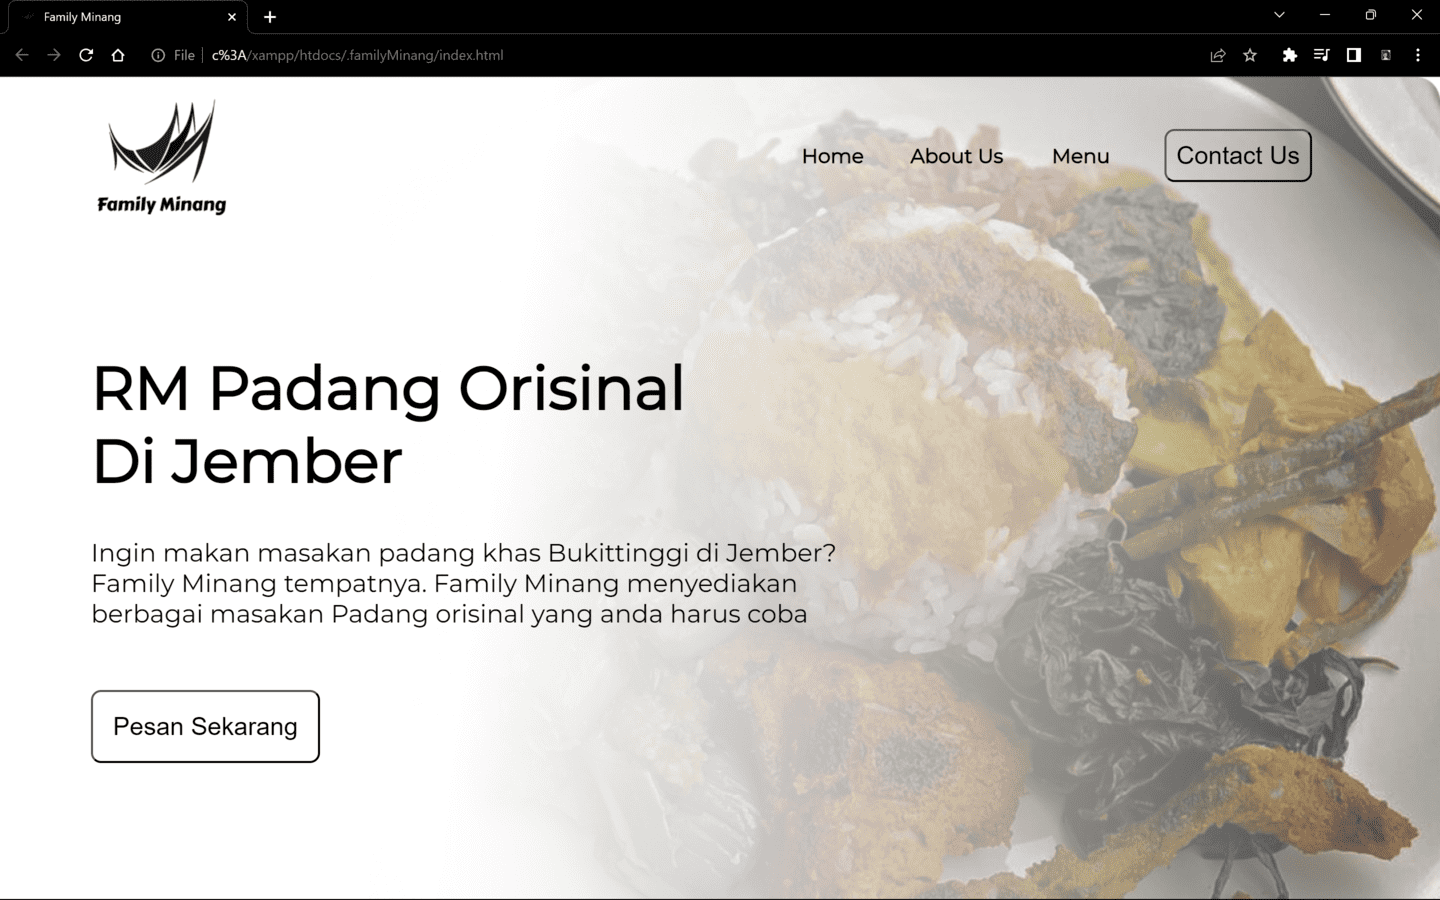 Family Minang
File c%3A/xampp/htdocs/.familyMinang/index.html
Family Minang
Home About Us Menu Contact Us
RM Padang Orisinal
Di Jember
Ingin makan masakan padang khas Bukittinggi di Jember?
Family Minang tempatnya. Family Minang menyediakan
berbagai masakan Padang orisinal yang anda harus coba
Pesan Sekarang